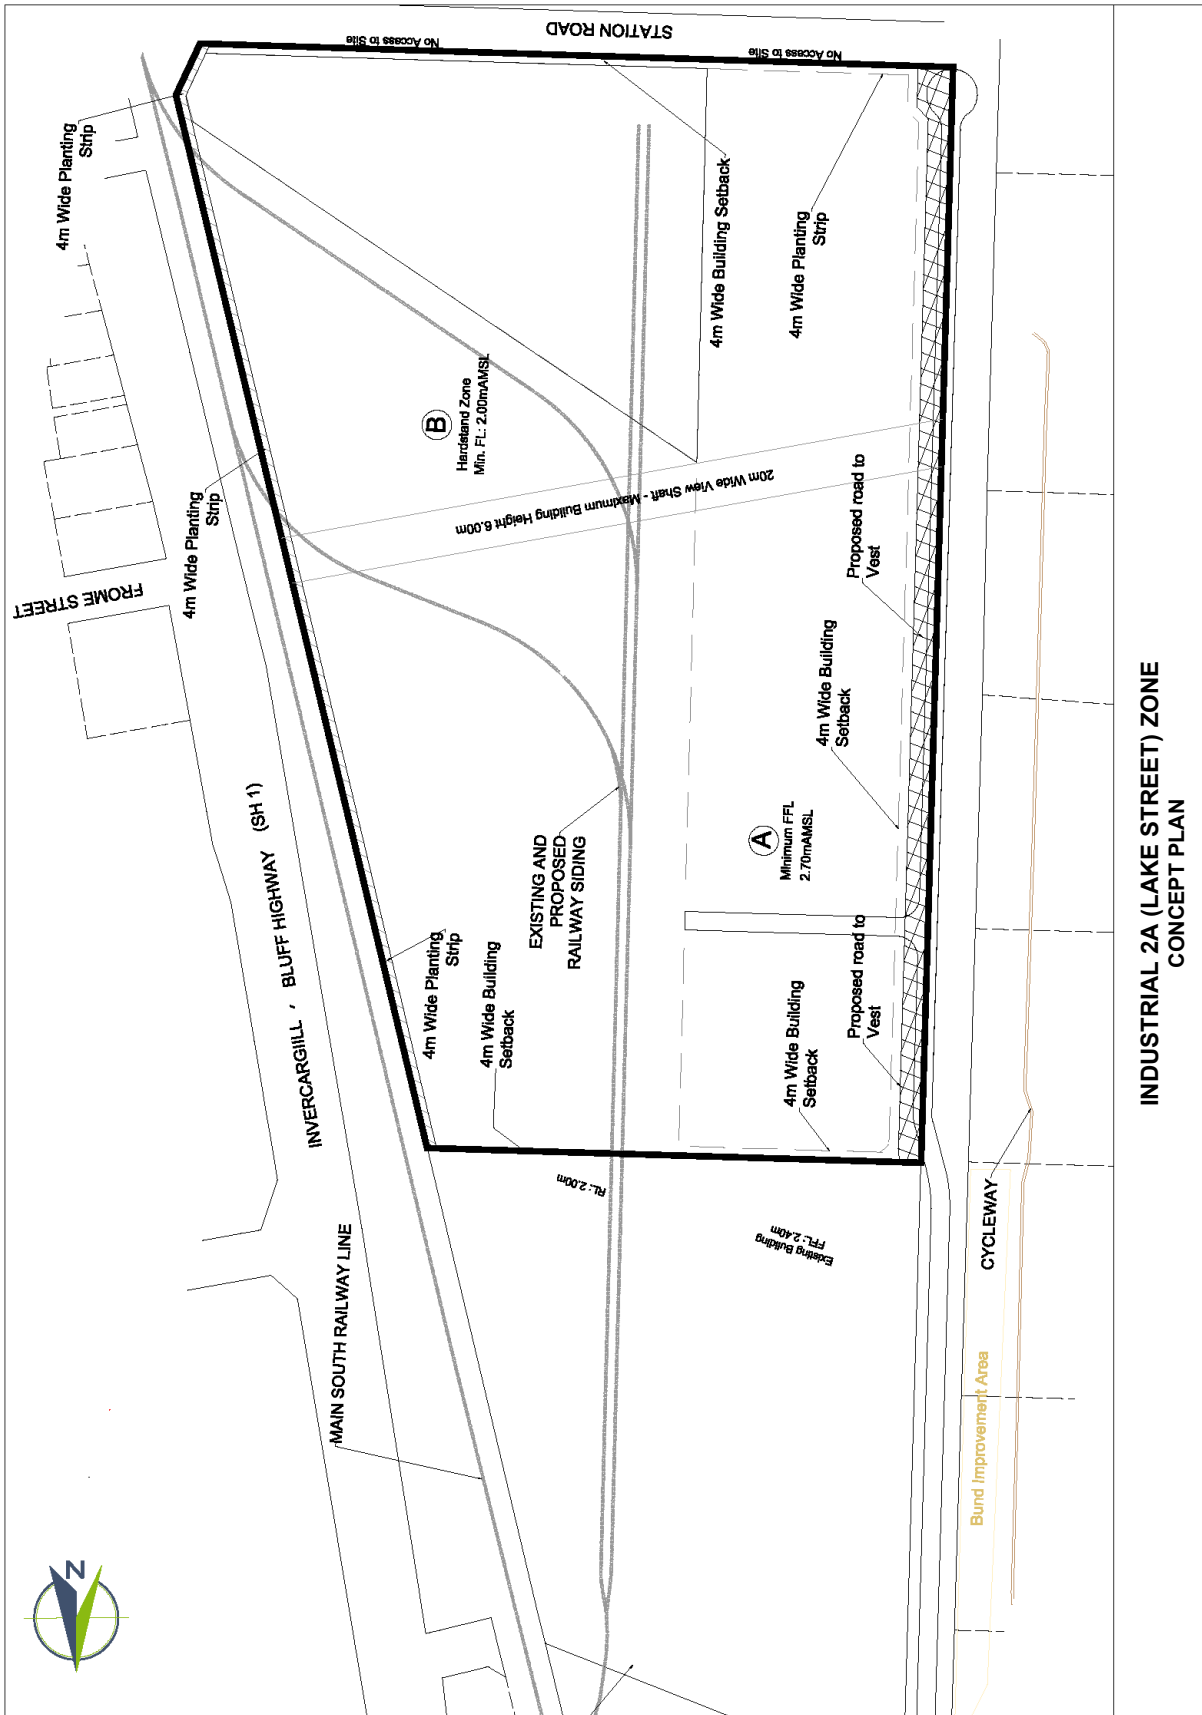 STATION ROAD
No Access to Site
No Access to Site
4m Wide Planting
Strip
4m Wide Building Setback
4m Wide Planting
Strip
B
Hardstand Zone
Min. FL: 2.00mAMSL
20m Wide View Shaft - Maximum Building Height 6.00m
4m Wide Planting
Strip
FROME STREET
Proposed road to
Vest
4m Wide Building
Setback
INVERCARGIILL / BLUFF HIGHWAY (SH 1)
EXISTING AND
PROPOSED
RAILWAY SIDING
A
Minimum FFL
2.70mAMSL
4m Wide Planting
Strip
4m Wide Building
Setback
4m Wide Building
Setback
Proposed road to
Vest
RL: 2.00m
Existing Building
FFL: 2.40m
CYCLEWAY
MAIN SOUTH RAILWAY LINE
Bund Improvement Area
N
INDUSTRIAL 2A (LAKE STREET) ZONE
CONCEPT PLAN